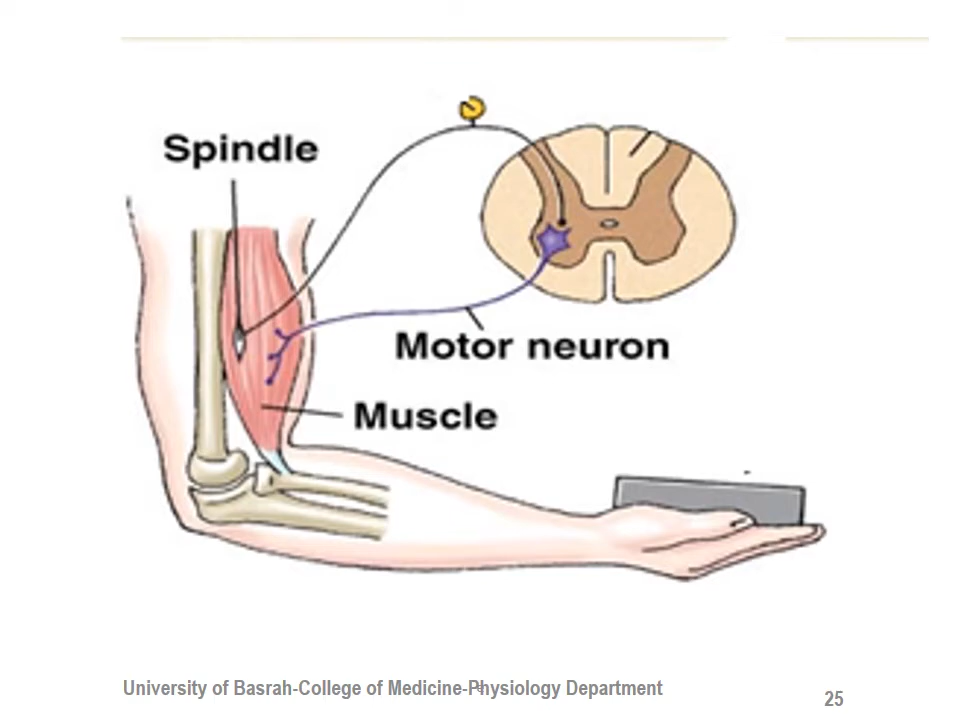 Spindle
Motor neuron
Muscle
University of Basrah-College of Medicine-Physiology Department
25